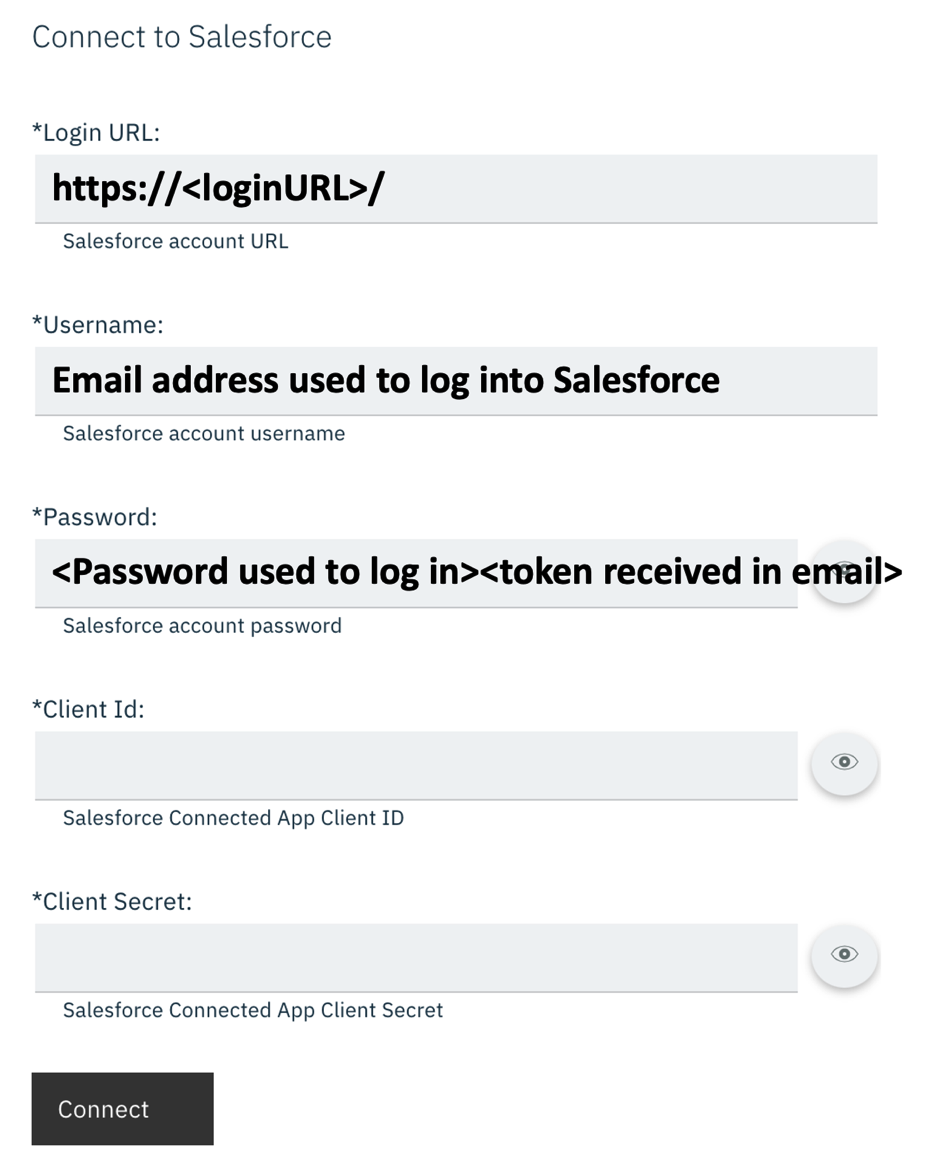 Connect to Salesforce
*Login URL:
https://<loginURL>/
Salesforce account URL
*Username:
Email address used to log into Salesforce
Salesforce account username
*Password:
<Password used to log in><token received in email>
Salesforce account password
*Client Id:
Salesforce Connected App Client ID
*Client Secret:
Salesforce Connected App Client Secret
Connect